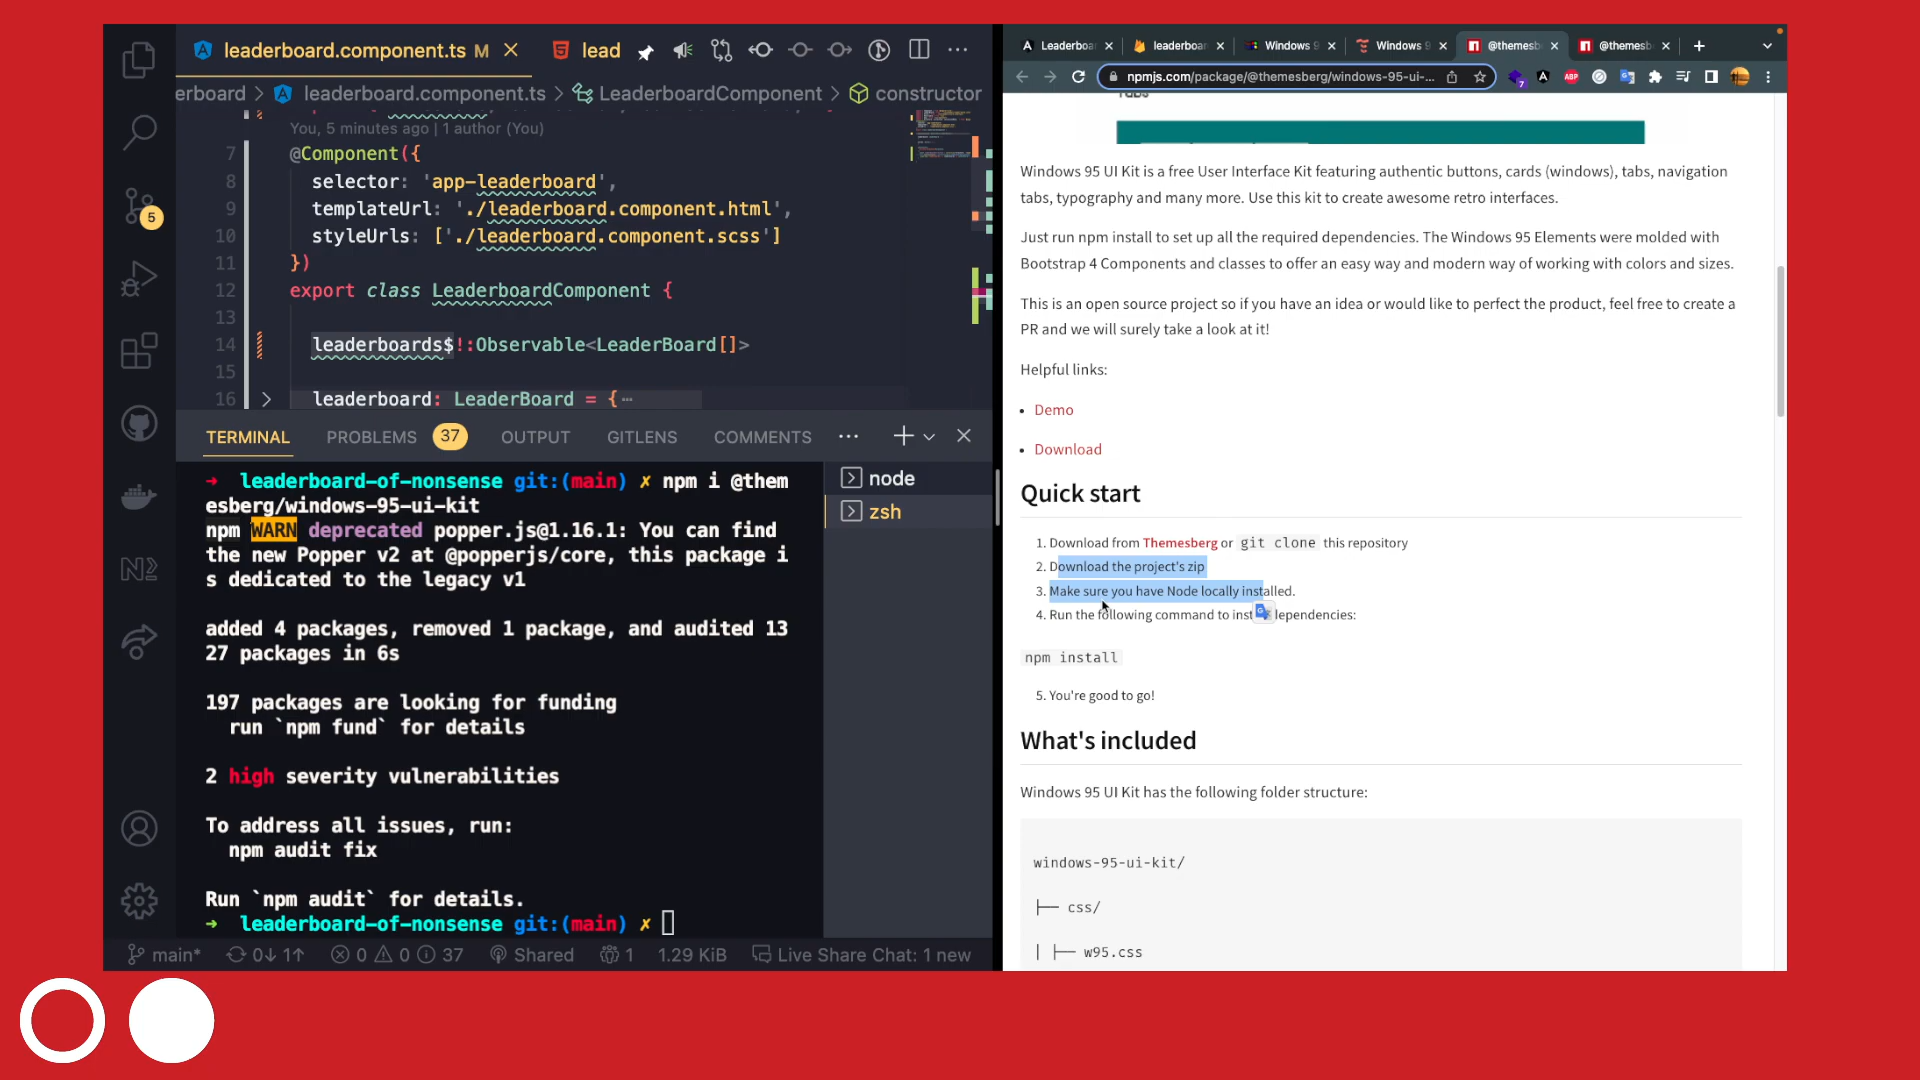 leaderboard.component.ts M
lead
erboard > leaderboard.component.ts > LeaderboardComponent > constructor
You, 5 minutes ago | 1 author (You)
7 @Component({
8 selector: 'app-leaderboard',
9 templateUrl: './leaderboard.component.html',
10 styleUrls: ['./leaderboard.component.scss']
11 })
12 export class LeaderboardComponent {
13
14 leaderboards$!:Observable<LeaderBoard[]>
15
16 leaderboard: LeaderBoard = {
5
TERMINAL PROBLEMS 37 OUTPUT GITLENS COMMENTS
→ leaderboard-of-nonsense git:(main) ✗ npm i @them
esberg/windows-95-ui-kit
npm WARN deprecated popper.js@1.16.1: You can find
the new Popper v2 at @popperjs/core, this package i
s dedicated to the legacy v1
added 4 packages, removed 1 package, and audited 13
27 packages in 6s
197 packages are looking for funding
run `npm fund` for details
2 high severity vulnerabilities
To address all issues, run:
npm audit fix
Run `npm audit` for details.
→ leaderboard-of-nonsense git:(main) ✗
node
zsh
main* 0↓ 1↑ 0 0 37 Shared 1 1.29 KiB Live Share Chat: 1 new
Leaderboa leaderboar Windows 9 Windows 9 @themesb @themesb
npmjs.com/package/@themesberg/windows-95-ui-...
ABP
7
Windows 95 UI Kit is a free User Interface Kit featuring authentic buttons, cards (windows), tabs, navigation
tabs, typography and many more. Use this kit to create awesome retro interfaces.
Just run npm install to set up all the required dependencies. The Windows 95 Elements were molded with
Bootstrap 4 Components and classes to offer an easy way and modern way of working with colors and sizes.
This is an open source project so if you have an idea or would like to perfect the product, feel free to create a
PR and we will surely take a look at it!
Helpful links:
• Demo
• Download
Quick start
1. Download from Themesberg or git clone this repository
2. Download the project's zip
3. Make sure you have Node locally installed.
4. Run the following command to inst lependencies:
npm install
5. You're good to go!
What's included
Windows 95 UI Kit has the following folder structure:
windows-95-ui-kit/
├── css/
│ ├── w95.css